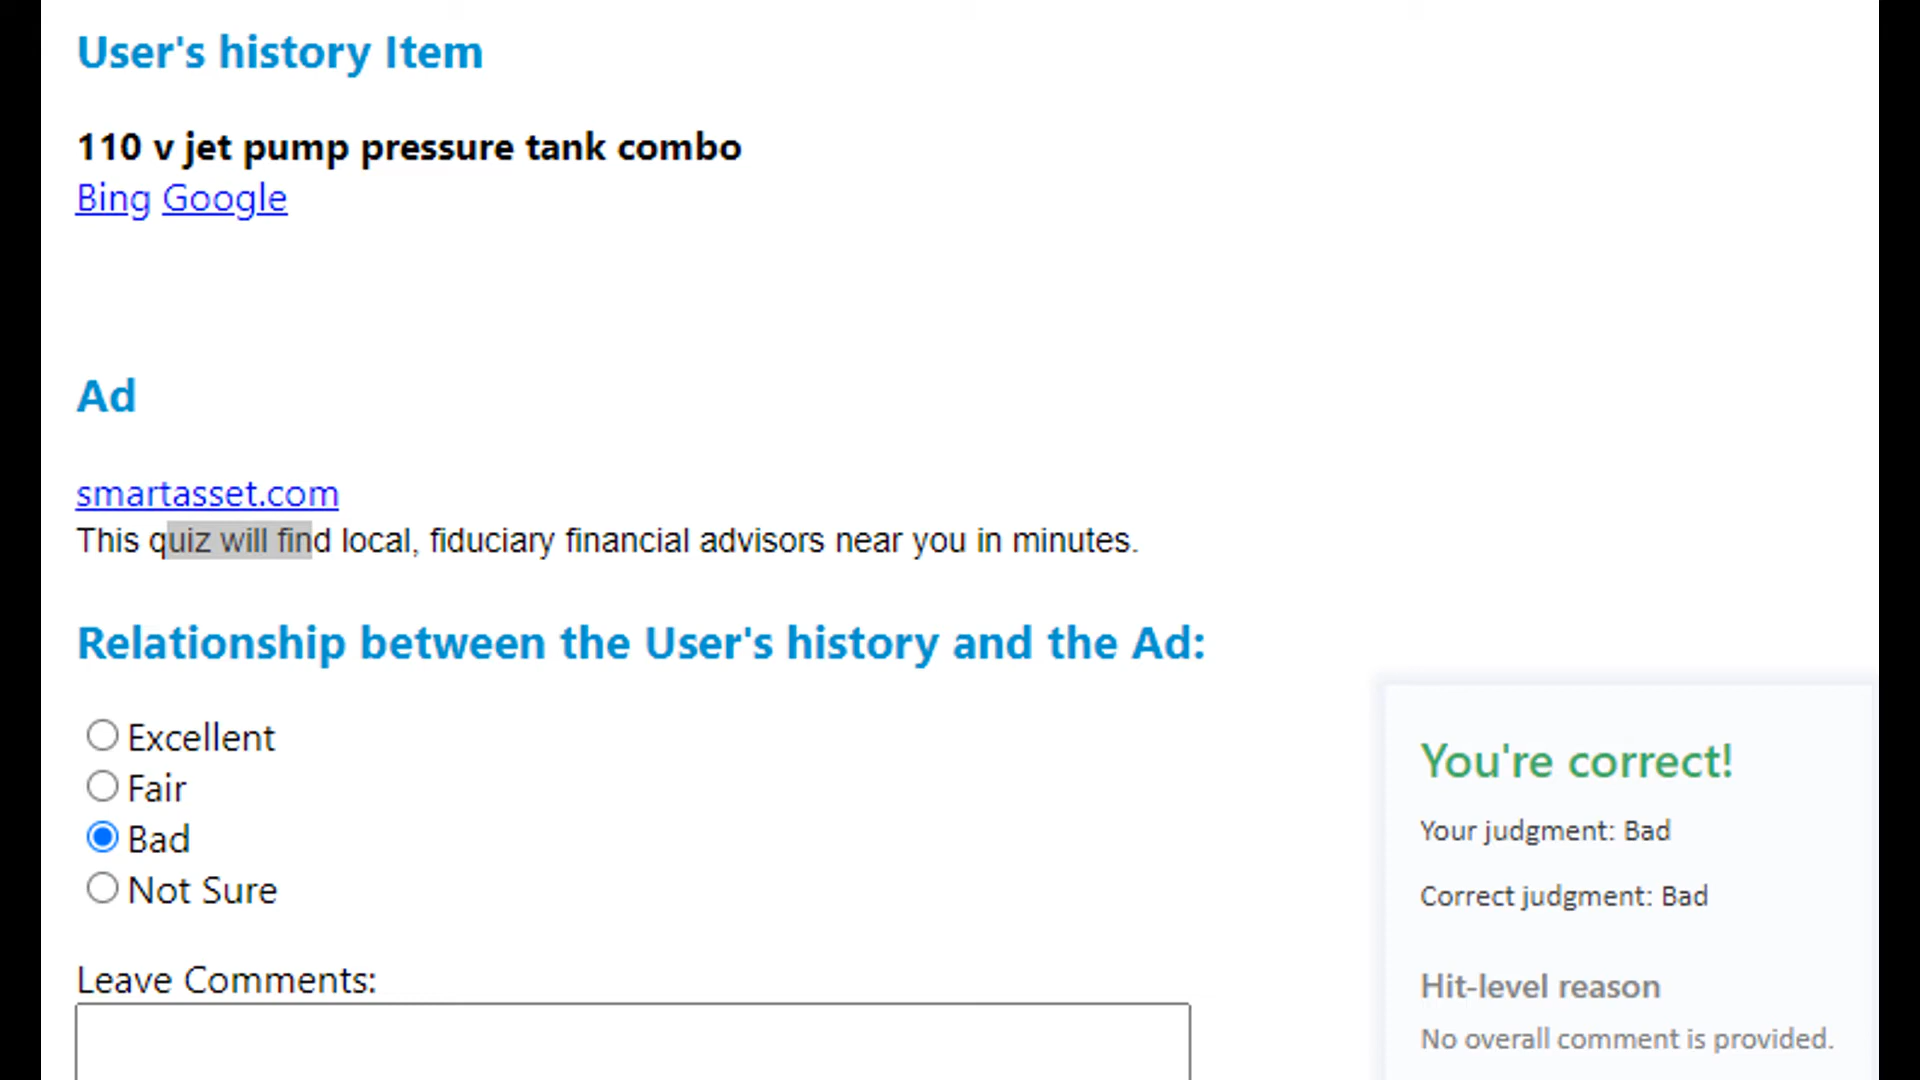 User's history Item
110 v jet pump pressure tank combo
Bing Google
Ad
smartasset.com
This quiz will find local, fiduciary financial advisors near you in minutes.
Relationship between the User's history and the Ad:
Excellent
Fair
Bad
Not Sure
Leave Comments:
You're correct!
Your judgment: Bad
Correct judgment: Bad
Hit-level reason
No overall comment is provided.